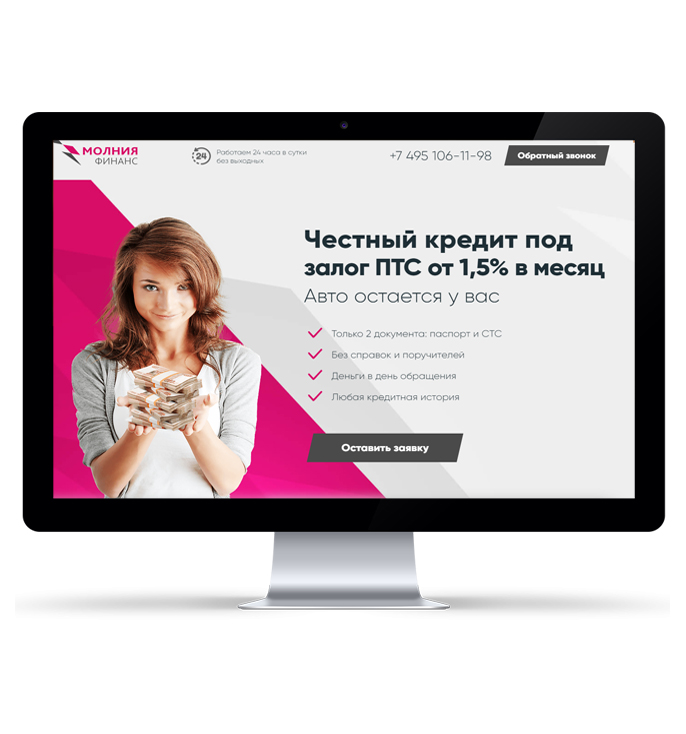 МОЛНИЯ
ФИНАНС
24
Работаем 24 часа в сутки
без выходных
+7 495 106-11-98
Обратный звонок
Честный кредит под
залог ПТС от 1,5% в месяц
Авто остается у вас
Только 2 документа: паспорт и СТС
Без справок и поручителей
Деньги в день обращения
Любая кредитная история
Оставить заявку